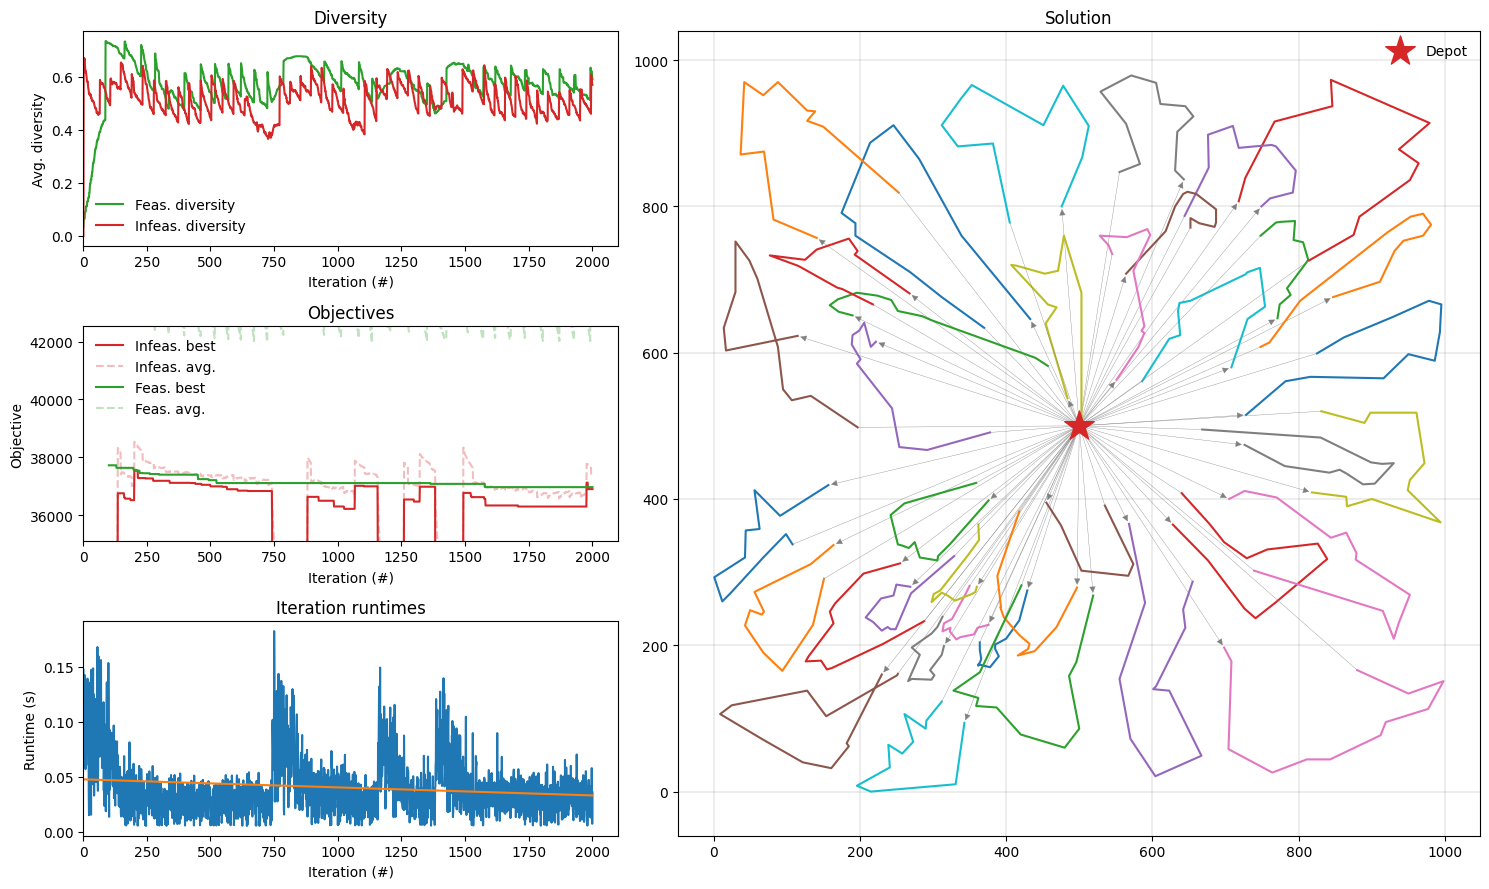 Diversity
Avg. diversity
0.6
0.4
0.2
0.0
Feas. diversity
Infeas. diversity
0 250 500 750 1000 1250 1500 1750 2000
Iteration (#)
Objectives
Objective
42000
40000
38000
36000
Infeas. best
Infeas. avg.
Feas. best
Feas. avg.
0 250 500 750 1000 1250 1500 1750 2000
Iteration (#)
Iteration runtimes
Runtime (s)
0.15
0.10
0.05
0.00
0 250 500 750 1000 1250 1500 1750 2000
Iteration (#)
Solution
Depot
1000
800
600
400
200
0
0 200 400 600 800 1000